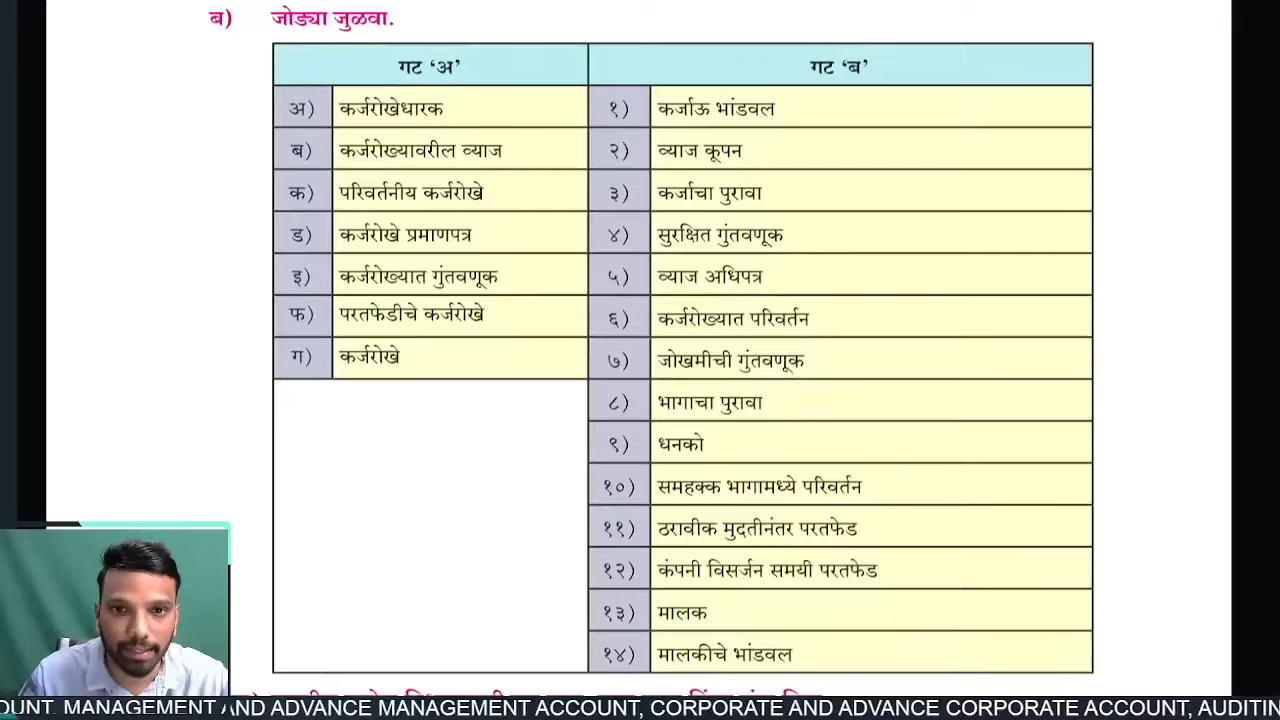 ब) जोड्या जुळवा.
गट ‘अ’ गट ‘ब’
अ) कर्जरोखेधारक १) कर्जाऊ भांडवल
ब) कर्जरोख्यावरील व्याज २) व्याज कूपन
क) परिवर्तनीय कर्जरोखे ३) कर्जाचा पुरावा
ड) कर्जरोखे प्रमाणपत्र ४) सुरक्षित गुंतवणूक
इ) कर्जरोख्यात गुंतवणूक ५) व्याज अधिपत्र
फ) परतफेडीचे कर्जरोखे ६) कर्जरोख्यात परिवर्तन
ग) कर्जरोखे ७) जोखमीची गुंतवणूक
८) भागाचा पुरावा
९) धनको
१०) समहक्क भागामध्ये परिवर्तन
११) ठरावीक मुदतीनंतर परतफेड
१२) कंपनी विसर्जन समयी परतफेड
१३) मालक
१४) मालकीचे भांडवल
OUNT, MANAGEMENT AND ADVANCE MANAGEMENT ACCOUNT, CORPORATE AND ADVANCE CORPORATE ACCOUNT, AUDITING